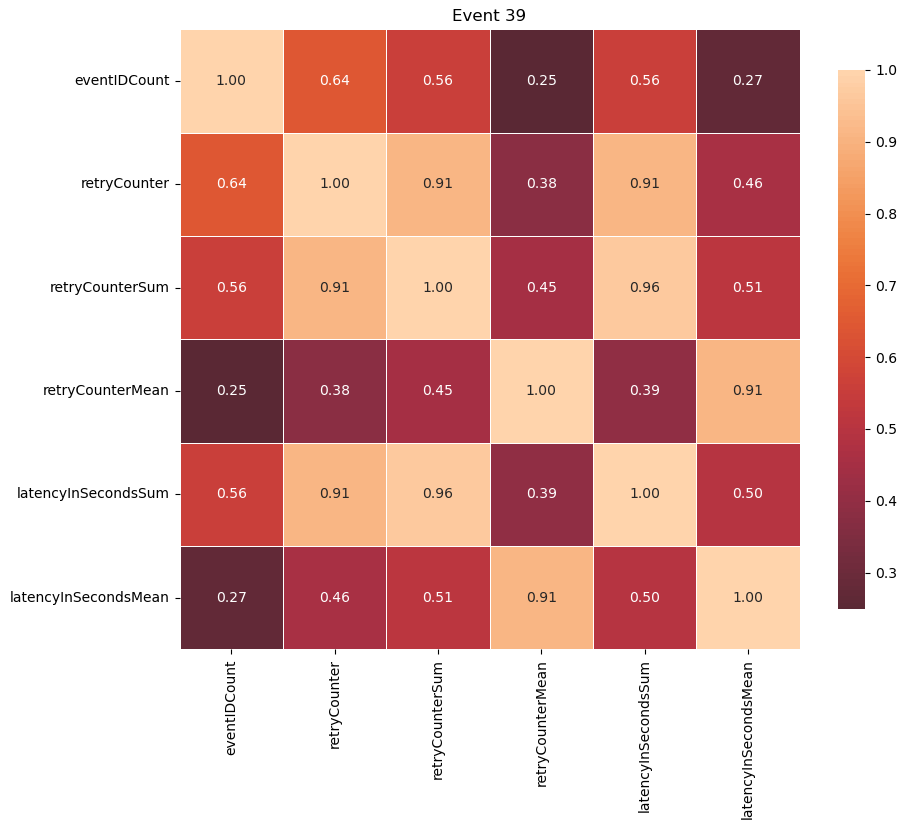 Event 39
eventIDCount 1.00 0.64 0.56 0.25 0.56 0.27
retryCounter 0.64 1.00 0.91 0.38 0.91 0.46
retryCounterSum 0.56 0.91 1.00 0.45 0.96 0.51
retryCounterMean 0.25 0.38 0.45 1.00 0.39 0.91
latencyInSecondsSum 0.56 0.91 0.96 0.39 1.00 0.50
latencyInSecondsMean 0.27 0.46 0.51 0.91 0.50 1.00
eventIDCount
retryCounter
retryCounterSum
retryCounterMean
latencyInSecondsSum
latencyInSecondsMean
1.0
0.9
0.8
0.7
0.6
0.5
0.4
0.3